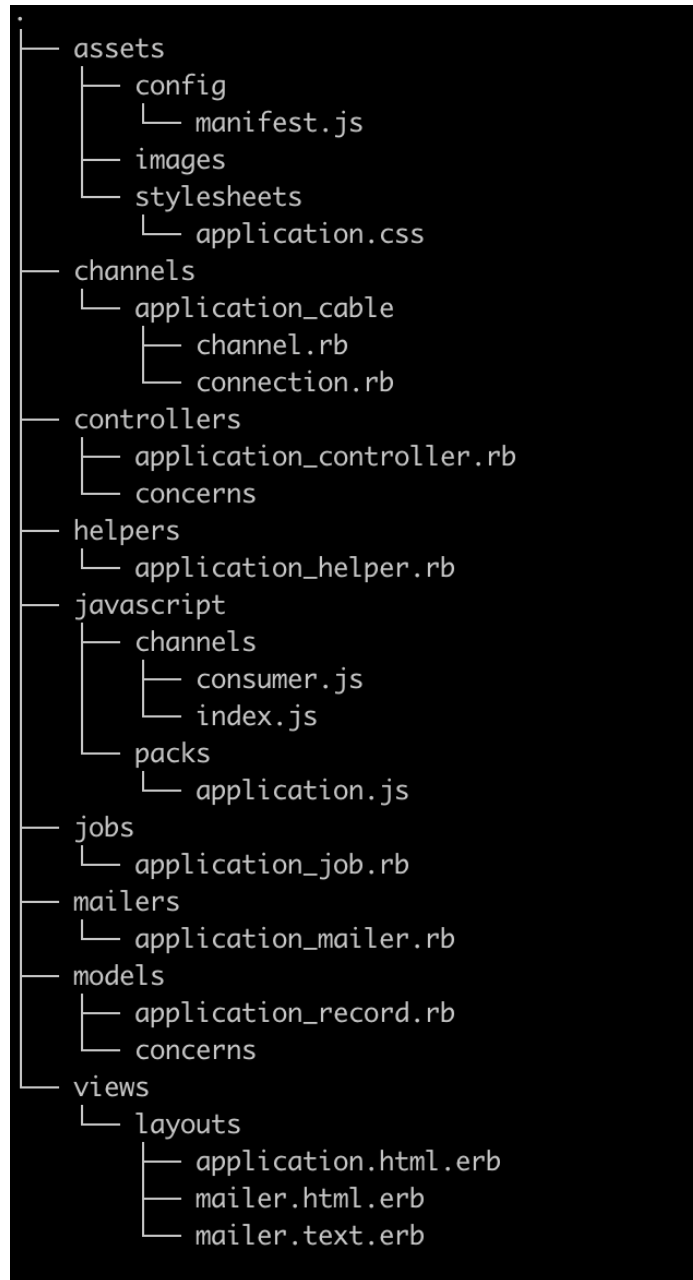 .
├── assets
│   ├── config
│   │   └── manifest.js
│   ├── images
│   └── stylesheets
│       └── application.css
├── channels
│   └── application_cable
│       ├── channel.rb
│       └── connection.rb
├── controllers
│   ├── application_controller.rb
│   └── concerns
├── helpers
│   └── application_helper.rb
├── javascript
│   ├── channels
│   │   ├── consumer.js
│   │   └── index.js
│   └── packs
│       └── application.js
├── jobs
│   └── application_job.rb
├── mailers
│   └── application_mailer.rb
├── models
│   ├── application_record.rb
│   └── concerns
└── views
    └── layouts
        ├── application.html.erb
        ├── mailer.html.erb
        └── mailer.text.erb